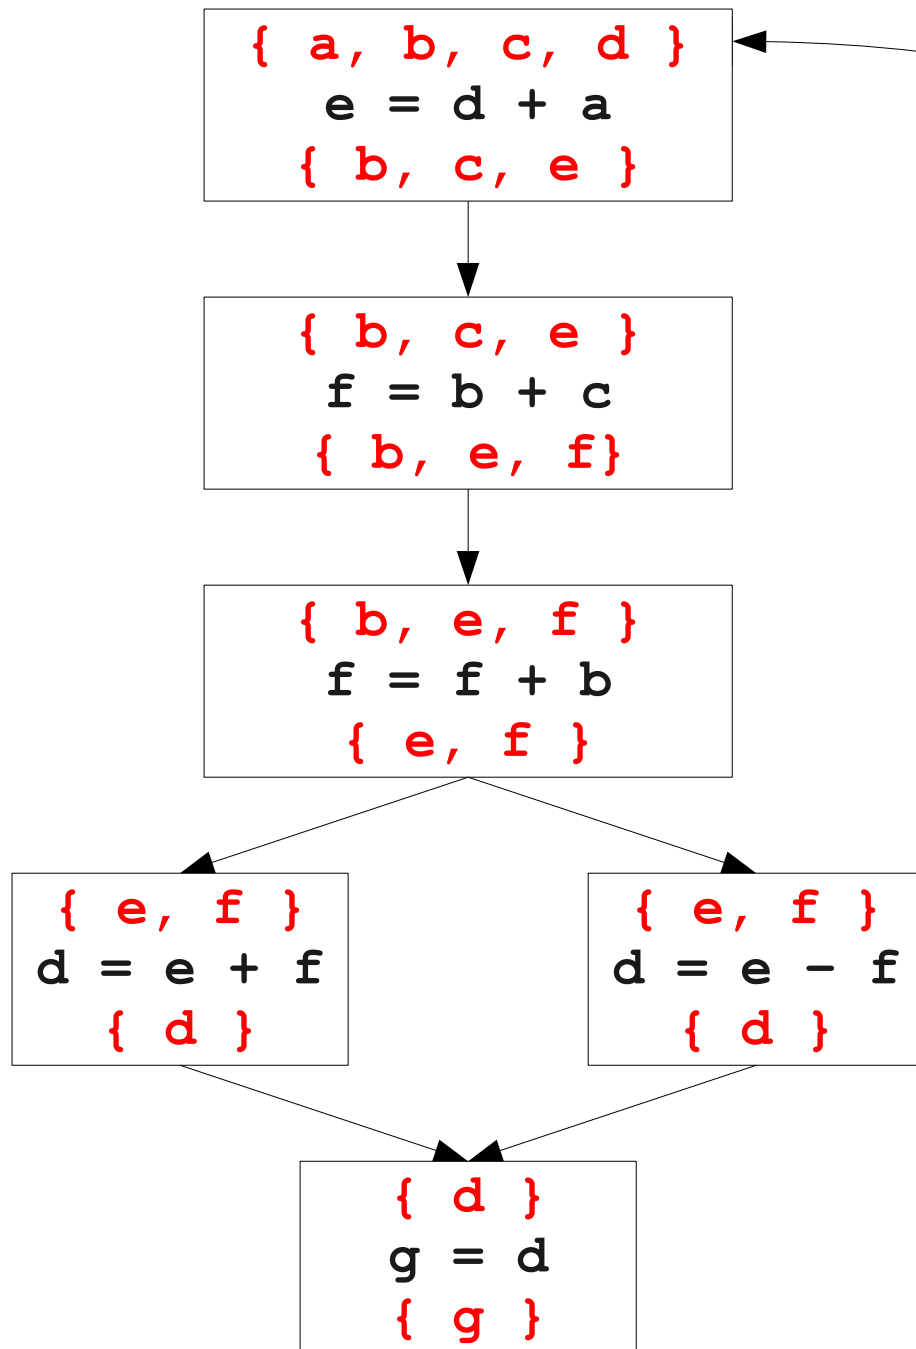 { a, b, c, d }
e = d + a
{ b, c, e }
{ b, c, e }
f = b + c
{ b, e, f}
{ b, e, f }
f = f + b
{ e, f }
{ e, f }
d = e + f
{ d }
{ e, f }
d = e - f
{ d }
{ d }
g = d
{ g }